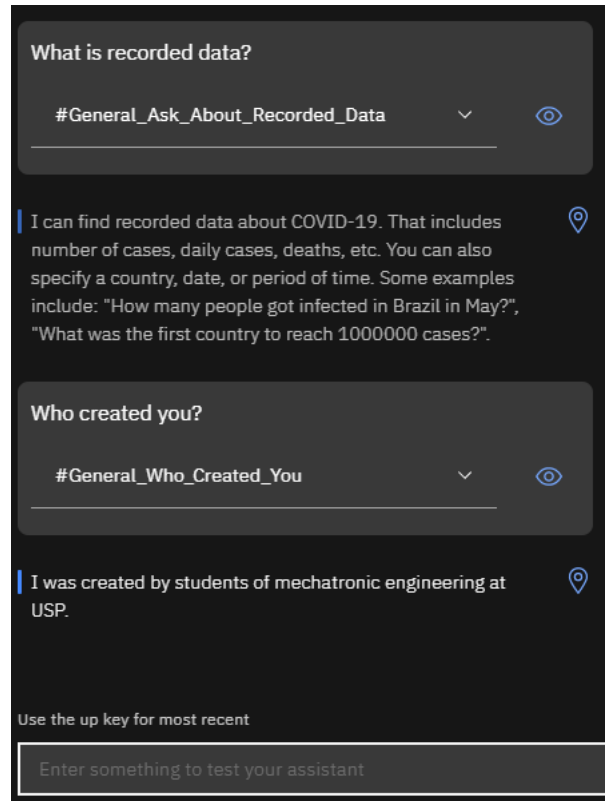 What is recorded data?
#General_Ask_About_Recorded_Data
I can find recorded data about COVID-19. That includes
number of cases, daily cases, deaths, etc. You can also
specify a country, date, or period of time. Some examples
include: "How many people got infected in Brazil in May?",
"What was the first country to reach 1000000 cases?".
Who created you?
#General_Who_Created_You
I was created by students of mechatronic engineering at
USP.
Use the up key for most recent
Enter something to test your assistant